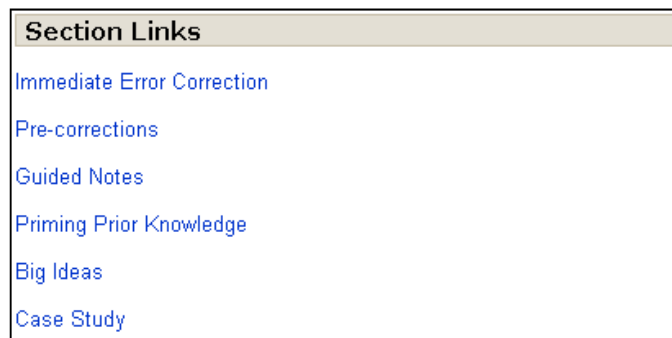 Section Links
Immediate Error Correction
Pre-corrections
Guided Notes
Priming Prior Knowledge
Big Ideas
Case Study